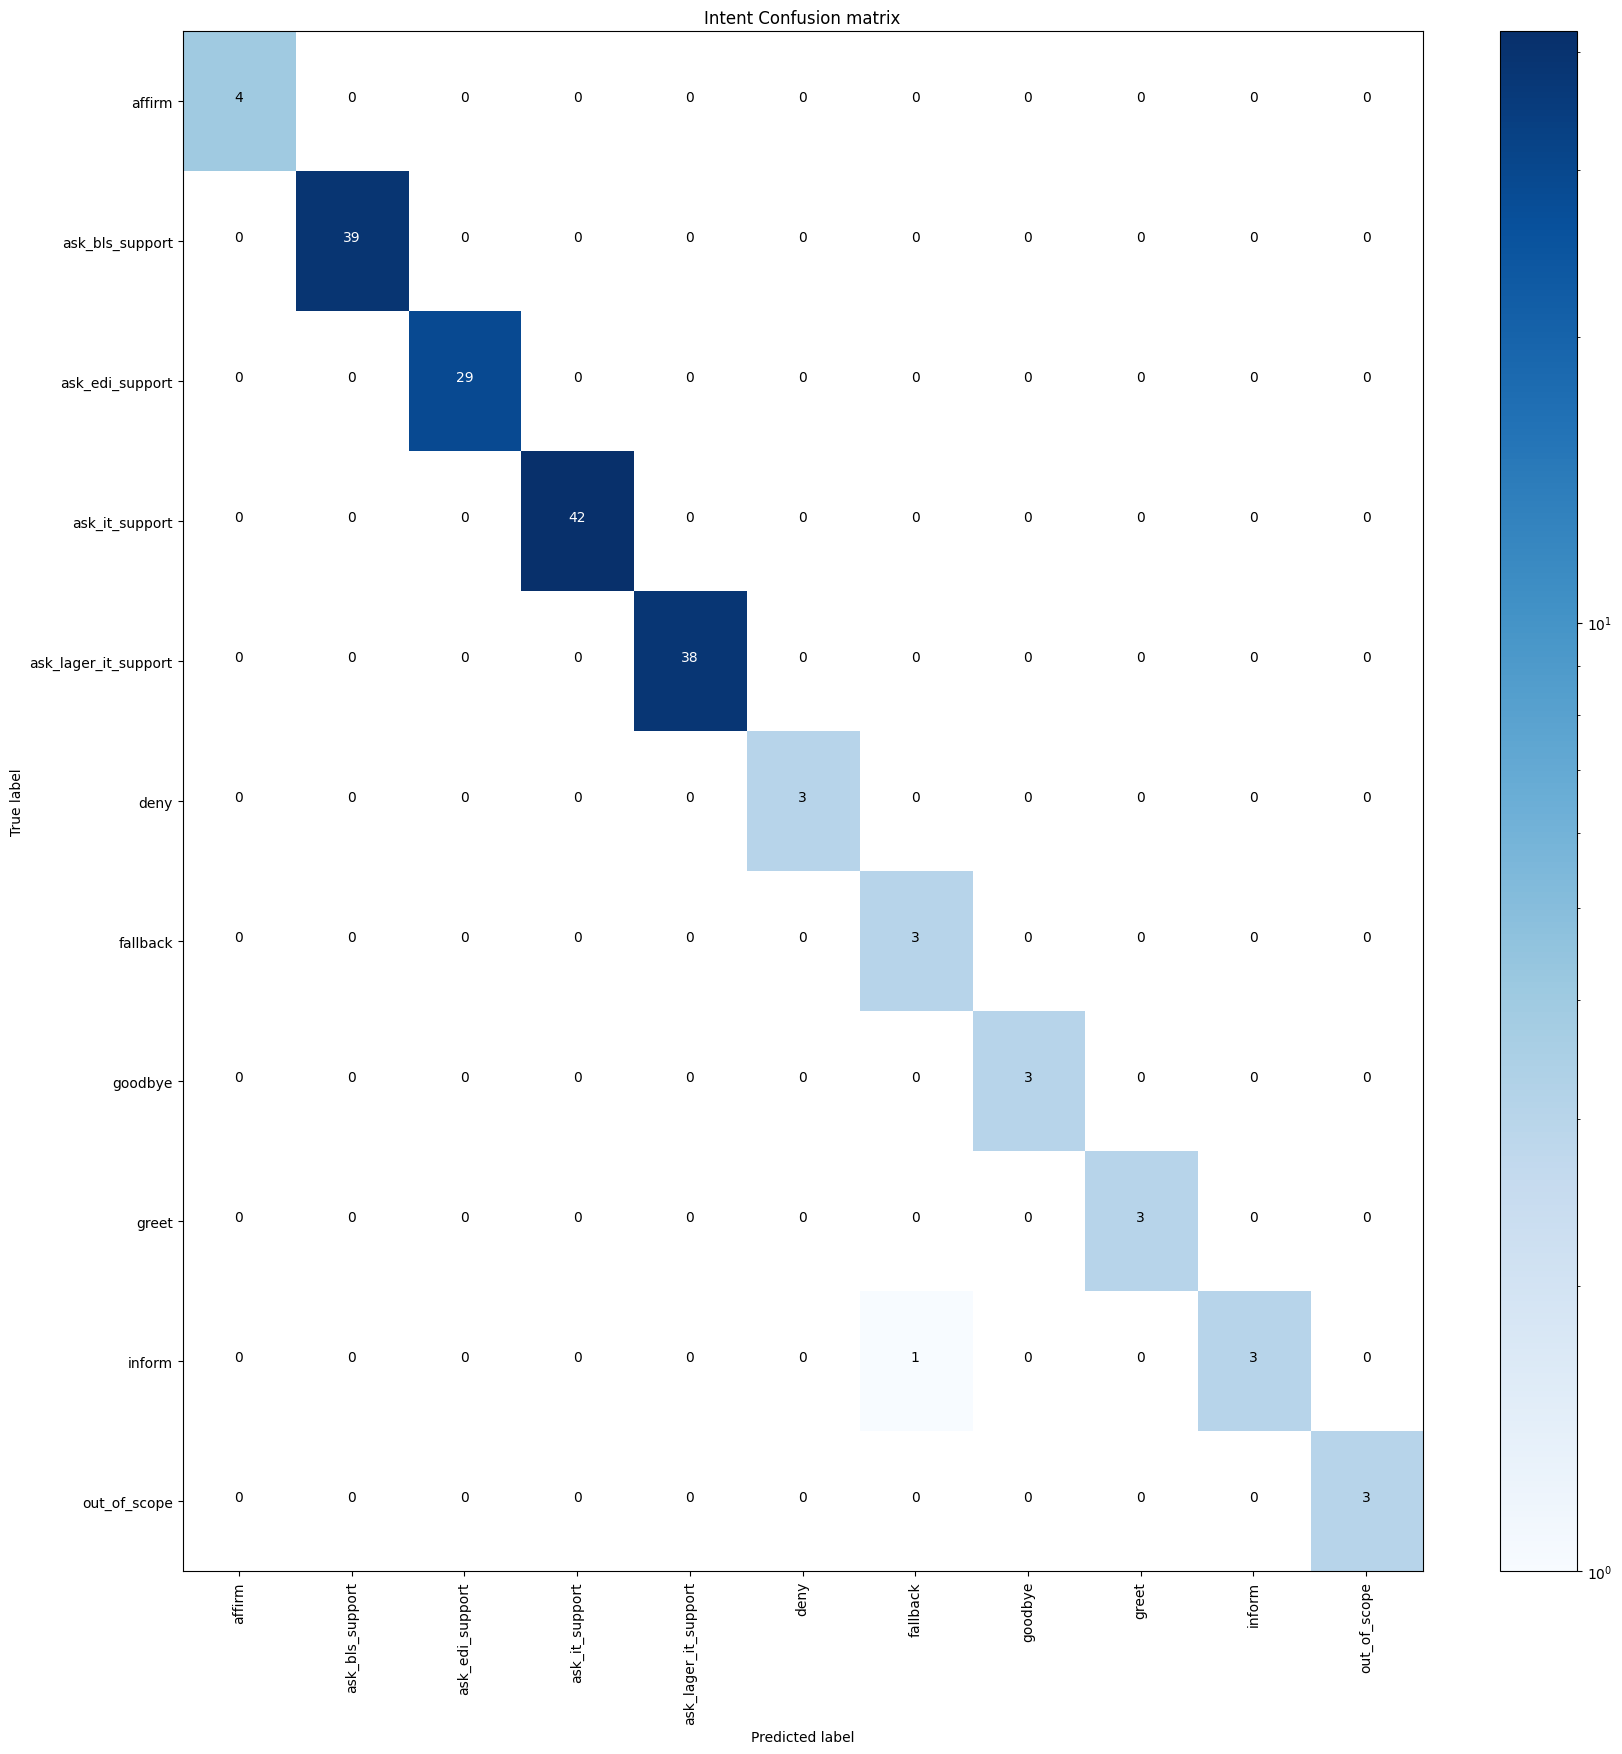 Intent Confusion matrix
affirm 4 0 0 0 0 0 0 0 0 0 0
ask_bls_support 0 39 0 0 0 0 0 0 0 0 0
ask_edi_support 0 0 29 0 0 0 0 0 0 0 0
ask_it_support 0 0 0 42 0 0 0 0 0 0 0
10¹
ask_lager_it_support 0 0 0 0 38 0 0 0 0 0 0
True label
deny 0 0 0 0 0 3 0 0 0 0 0
fallback 0 0 0 0 0 0 3 0 0 0 0
goodbye 0 0 0 0 0 0 0 3 0 0 0
greet 0 0 0 0 0 0 0 0 3 0 0
inform 0 0 0 0 0 0 1 0 0 3 0
out_of_scope 0 0 0 0 0 0 0 0 0 0 3
10⁰
affirm
ask_bls_support
ask_edi_support
ask_it_support
ask_lager_it_support
deny
fallback
goodbye
greet
inform
out_of_scope
Predicted label